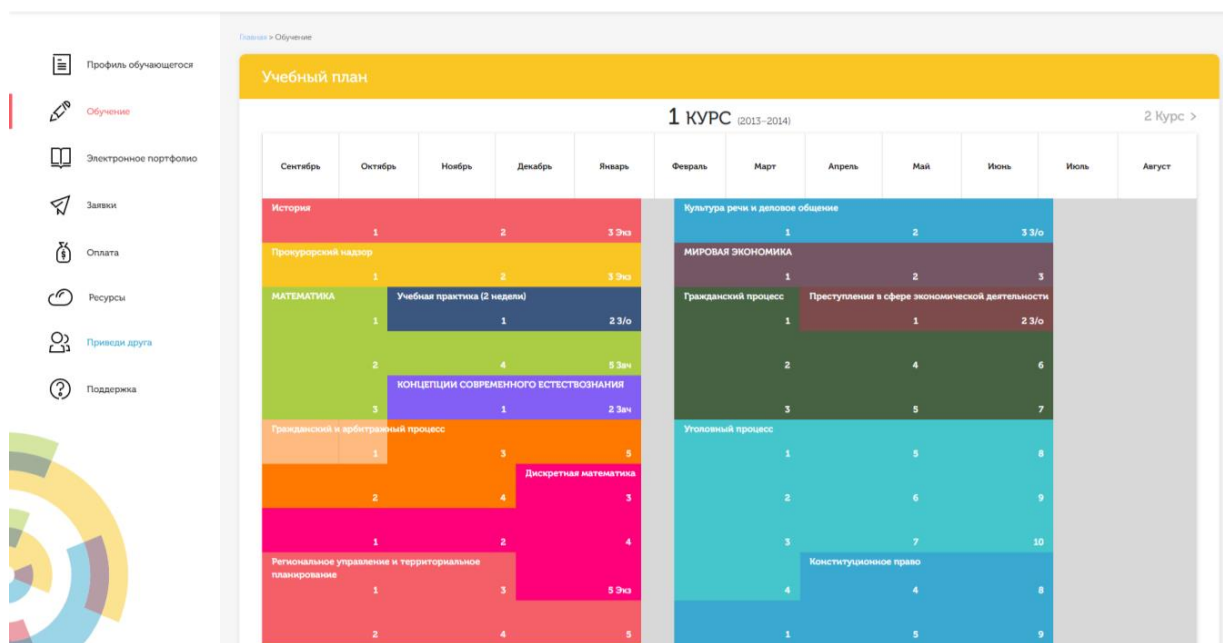 Главная > Обучение
Профиль обучающегося
Обучение
Электронное портфолио
Заявки
Оплата
Ресурсы
Приведи друга
Поддержка
Учебный план
1 КУРС (2013–2014)
2 Курс >
Сентябрь Октябрь Ноябрь Декабрь Январь Февраль Март Апрель Май Июнь Июль Август
История Культура речи и деловое общение
1 2 3 Экз 1 2 3 З/о
Прокурорский надзор МИРОВАЯ ЭКОНОМИКА
1 2 3 Экз 1 2 3
МАТЕМАТИКА Учебная практика (2 недели) Гражданский процесс Преступления в сфере экономической деятельности
1 1 2 З/о 1 1 2 З/о
2 4 5 Зач 2 4 6
КОНЦЕПЦИИ СОВРЕМЕННОГО ЕСТЕСТВОЗНАНИЯ
3 1 2 Зач 3 5 7
Гражданский и арбитражный процесс Уголовный процесс
1 3 5 1 5 8
Дискретная математика
2 4 3 2 6 9
1 2 4 3 7 10
Региональное управление и территориальное Конституционное право
планирование
1 3 5 Экз 4 4 8
2 4 5 1 5 9